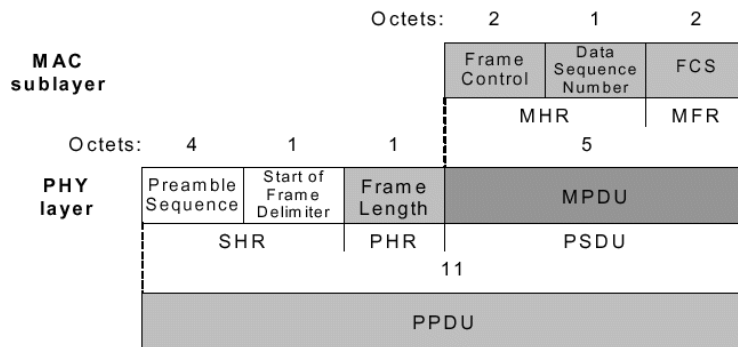 Octets: 2 1 2
MAC
sublayer
Frame
Control
Data
Sequence
Number
FCS
MHR MFR
Octets: 4 1 1 5
PHY
layer
Preamble
Sequence
Start of
Frame
Delimiter
Frame
Length
MPDU
SHR PHR PSDU
11
PPDU